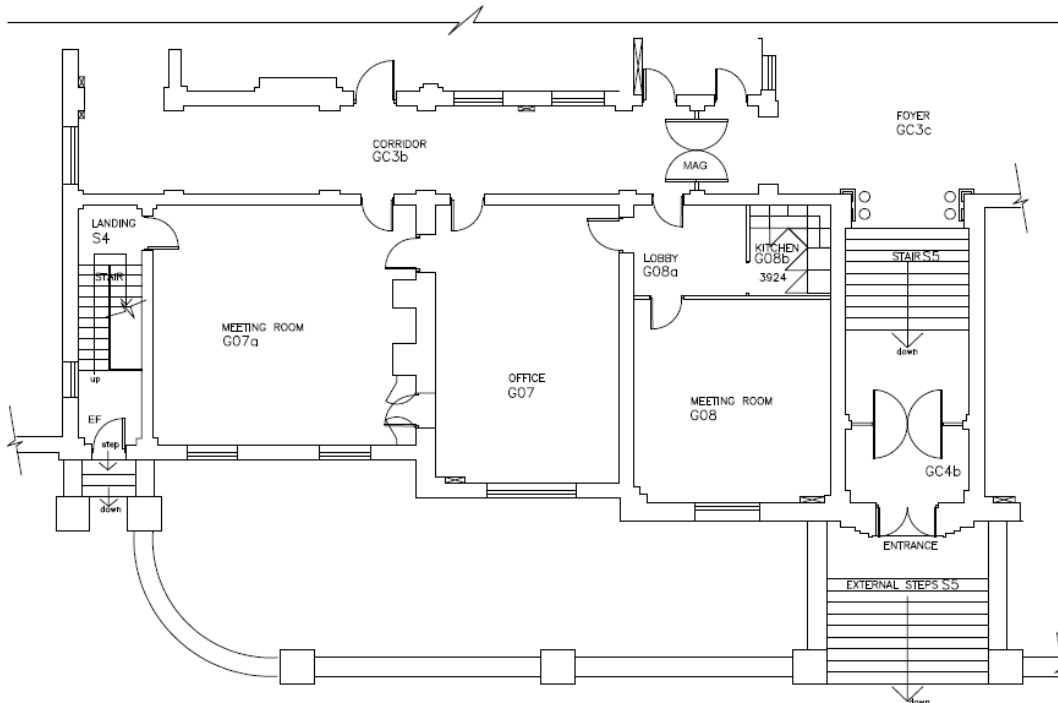 CORRIDOR
GC3b
FOYER
GC3c
MAG
LANDING
S4
STAIR
up
EF
step
down
MEETING ROOM
G07a
OFFICE
G07
LOBBY
G08a
KITCHEN
G08b
3924
MEETING ROOM
G08
STAIR S5
down
GC4b
ENTRANCE
EXTERNAL STEPS S5
down